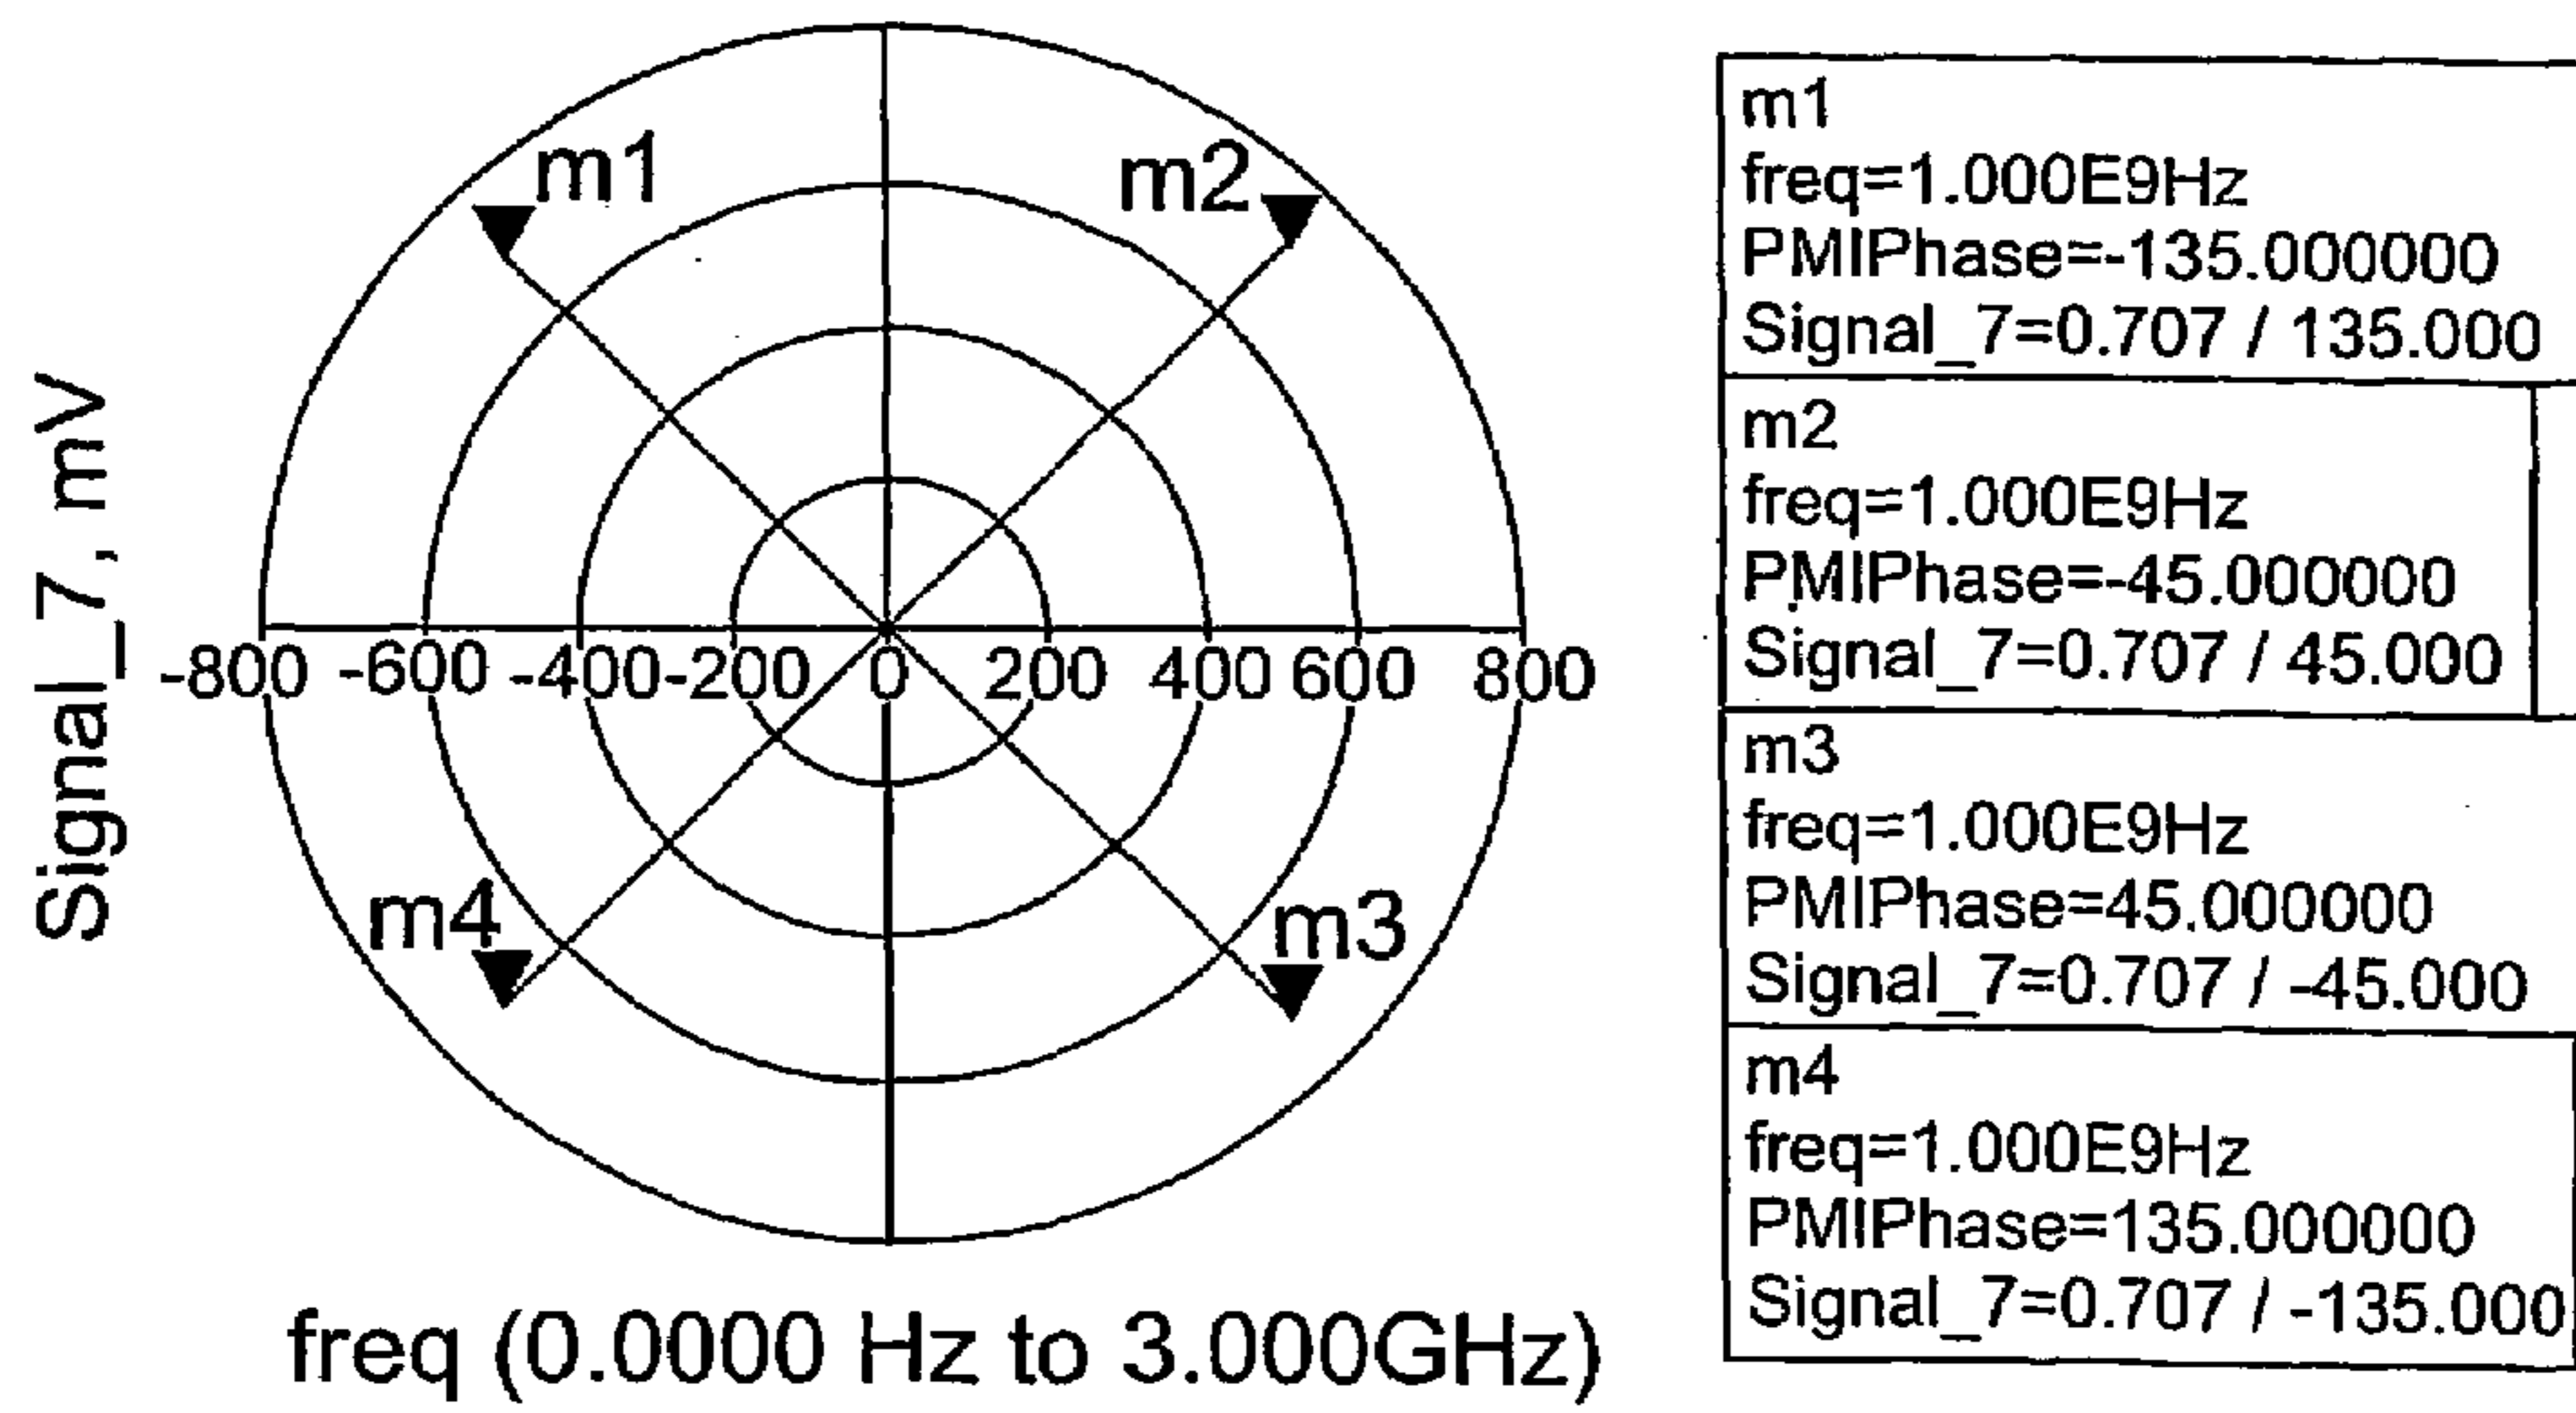 Signal_7, mV
m1
m2
-800 -600 -400 -200 0 200 400 600 800
m4
m3
freq (0.0000 Hz to 3.000GHz)
m1
freq=1.000E9Hz
PMIPhase=-135.000000
Signal_7=0.707 / 135.000
m2
freq=1.000E9Hz
PMIPhase=-45.000000
Signal_7=0.707 / 45.000
m3
freq=1.000E9Hz
PMIPhase=45.000000
Signal_7=0.707 / -45.000
m4
freq=1.000E9Hz
PMIPhase=135.000000
Signal_7=0.707 / -135.000